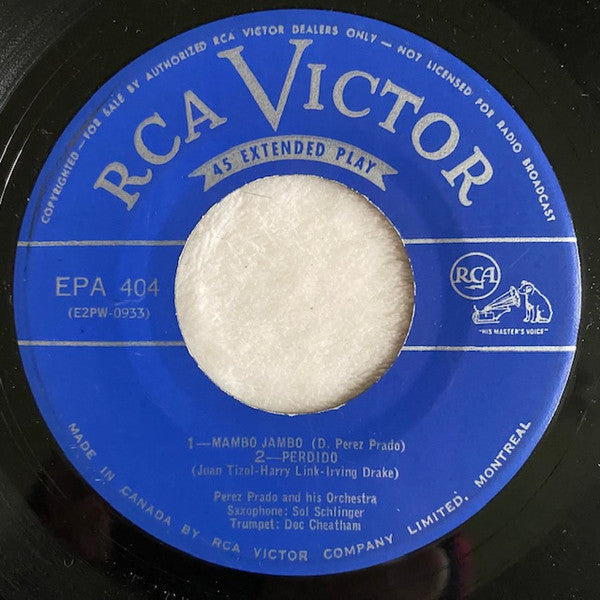 COPYRIGHTED—FOR SALE BY AUTHORIZED RCA VICTOR DEALERS ONLY — NOT LICENSED FOR RADIO BROADCAST
RCA VICTOR
45 EXTENDED PLAY
EPA 404
(E2PW-0933)
RCA
"HIS MASTER'S VOICE"
1—MAMBO JAMBO (D. Perez Prado)
2—PERDIDO
(Juan Tizol-Harry Link-Irving Drake)
Perez Prado and his Orchestra
Saxophone: Sol Schlinger
Trumpet: Doc Cheatham
MADE IN CANADA BY RCA VICTOR COMPANY LIMITED, MONTREAL